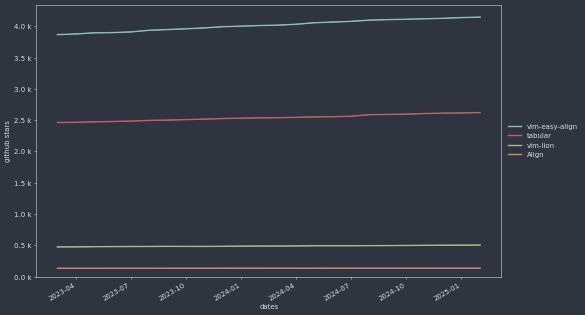 4.0 k
3.5 k
3.0 k
2.5 k
2.0 k
1.5 k
1.0 k
0.5 k
0.0 k
github stars
2023-04
2023-07
2023-10
2024-01
2024-04
2024-07
2024-10
2025-01
dates
vim-easy-align
tabular
vim-lion
Align